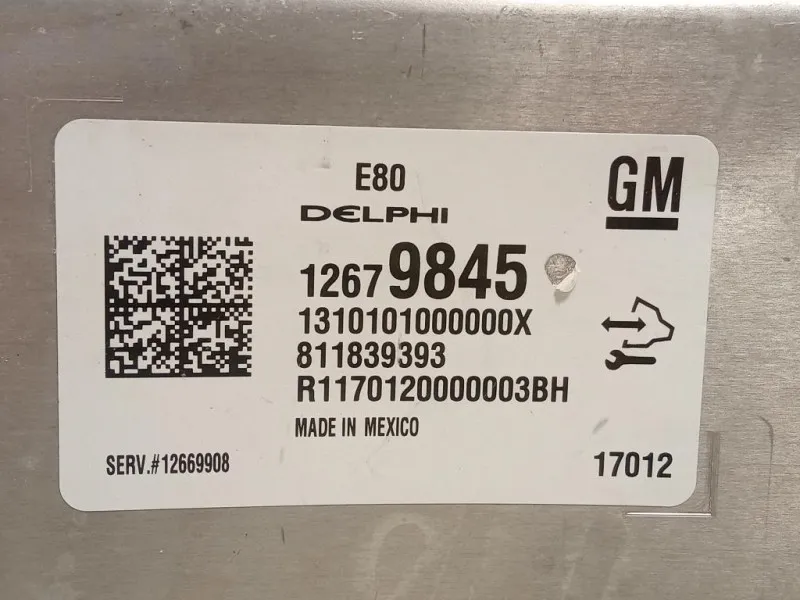 E80
GM
DELPHI
12679845
1310101000000X
811839393
R1170120000003BH
MADE IN MEXICO
SERV.#12669908
17012